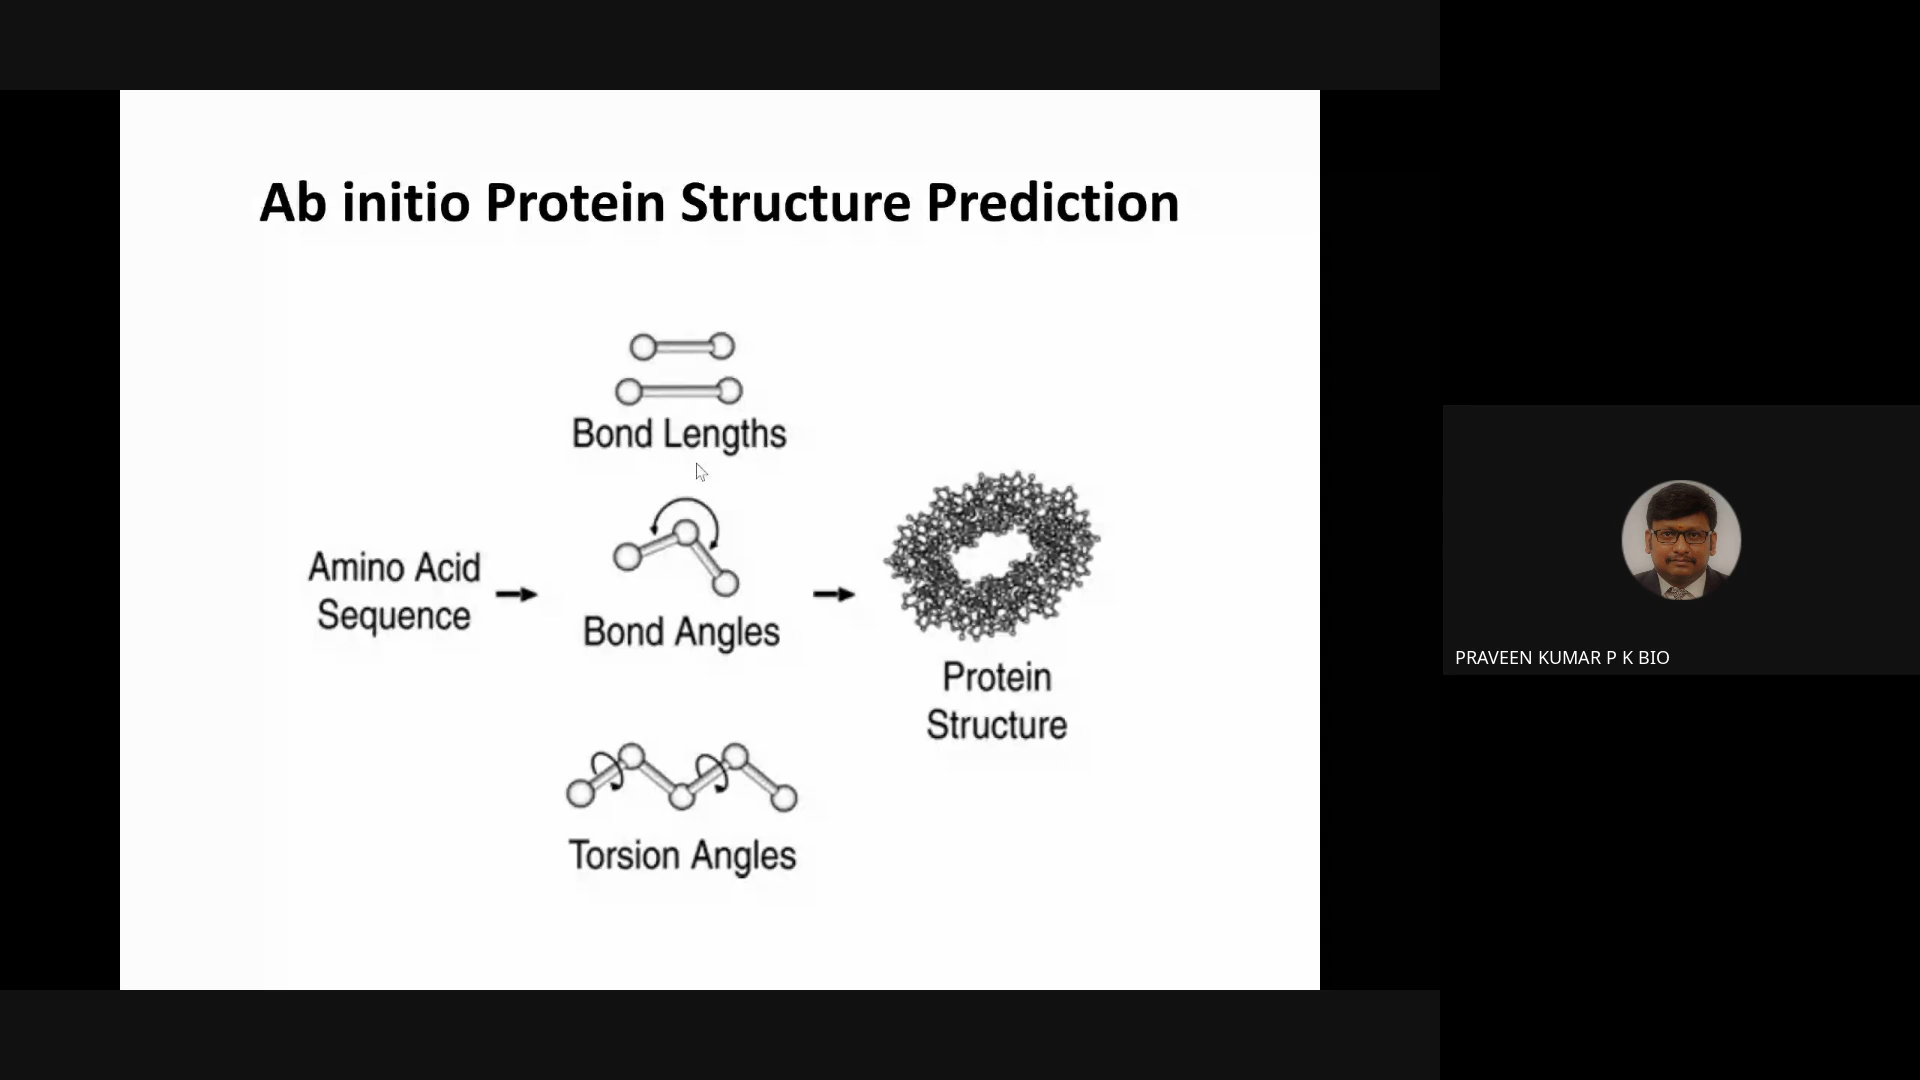 Ab initio Protein Structure Prediction
Bond Lengths
Amino Acid
Sequence
Bond Angles
Protein
Structure
Torsion Angles
PRAVEEN KUMAR P K BIO